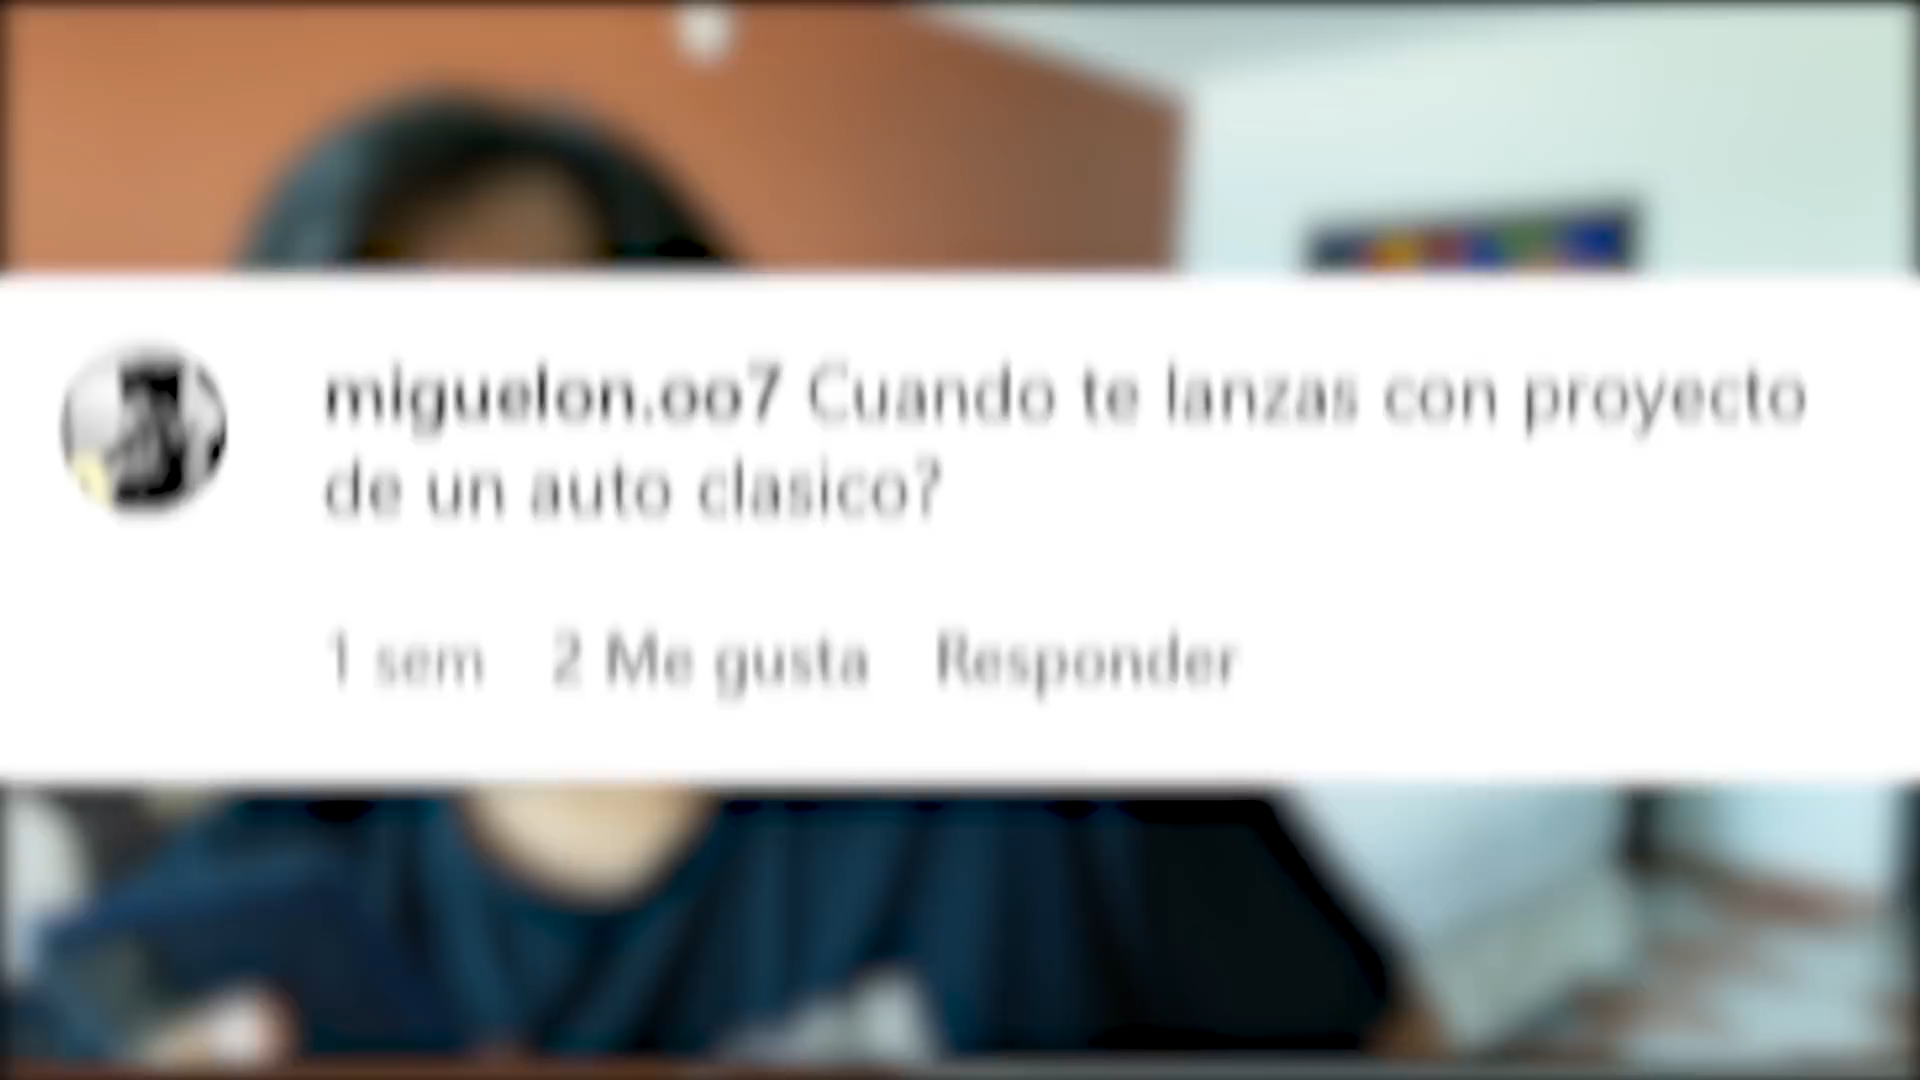 miguelon.oo7 Cuando te lanzas con proyecto
de un auto clasico?
1 sem 2 Me gusta Responder